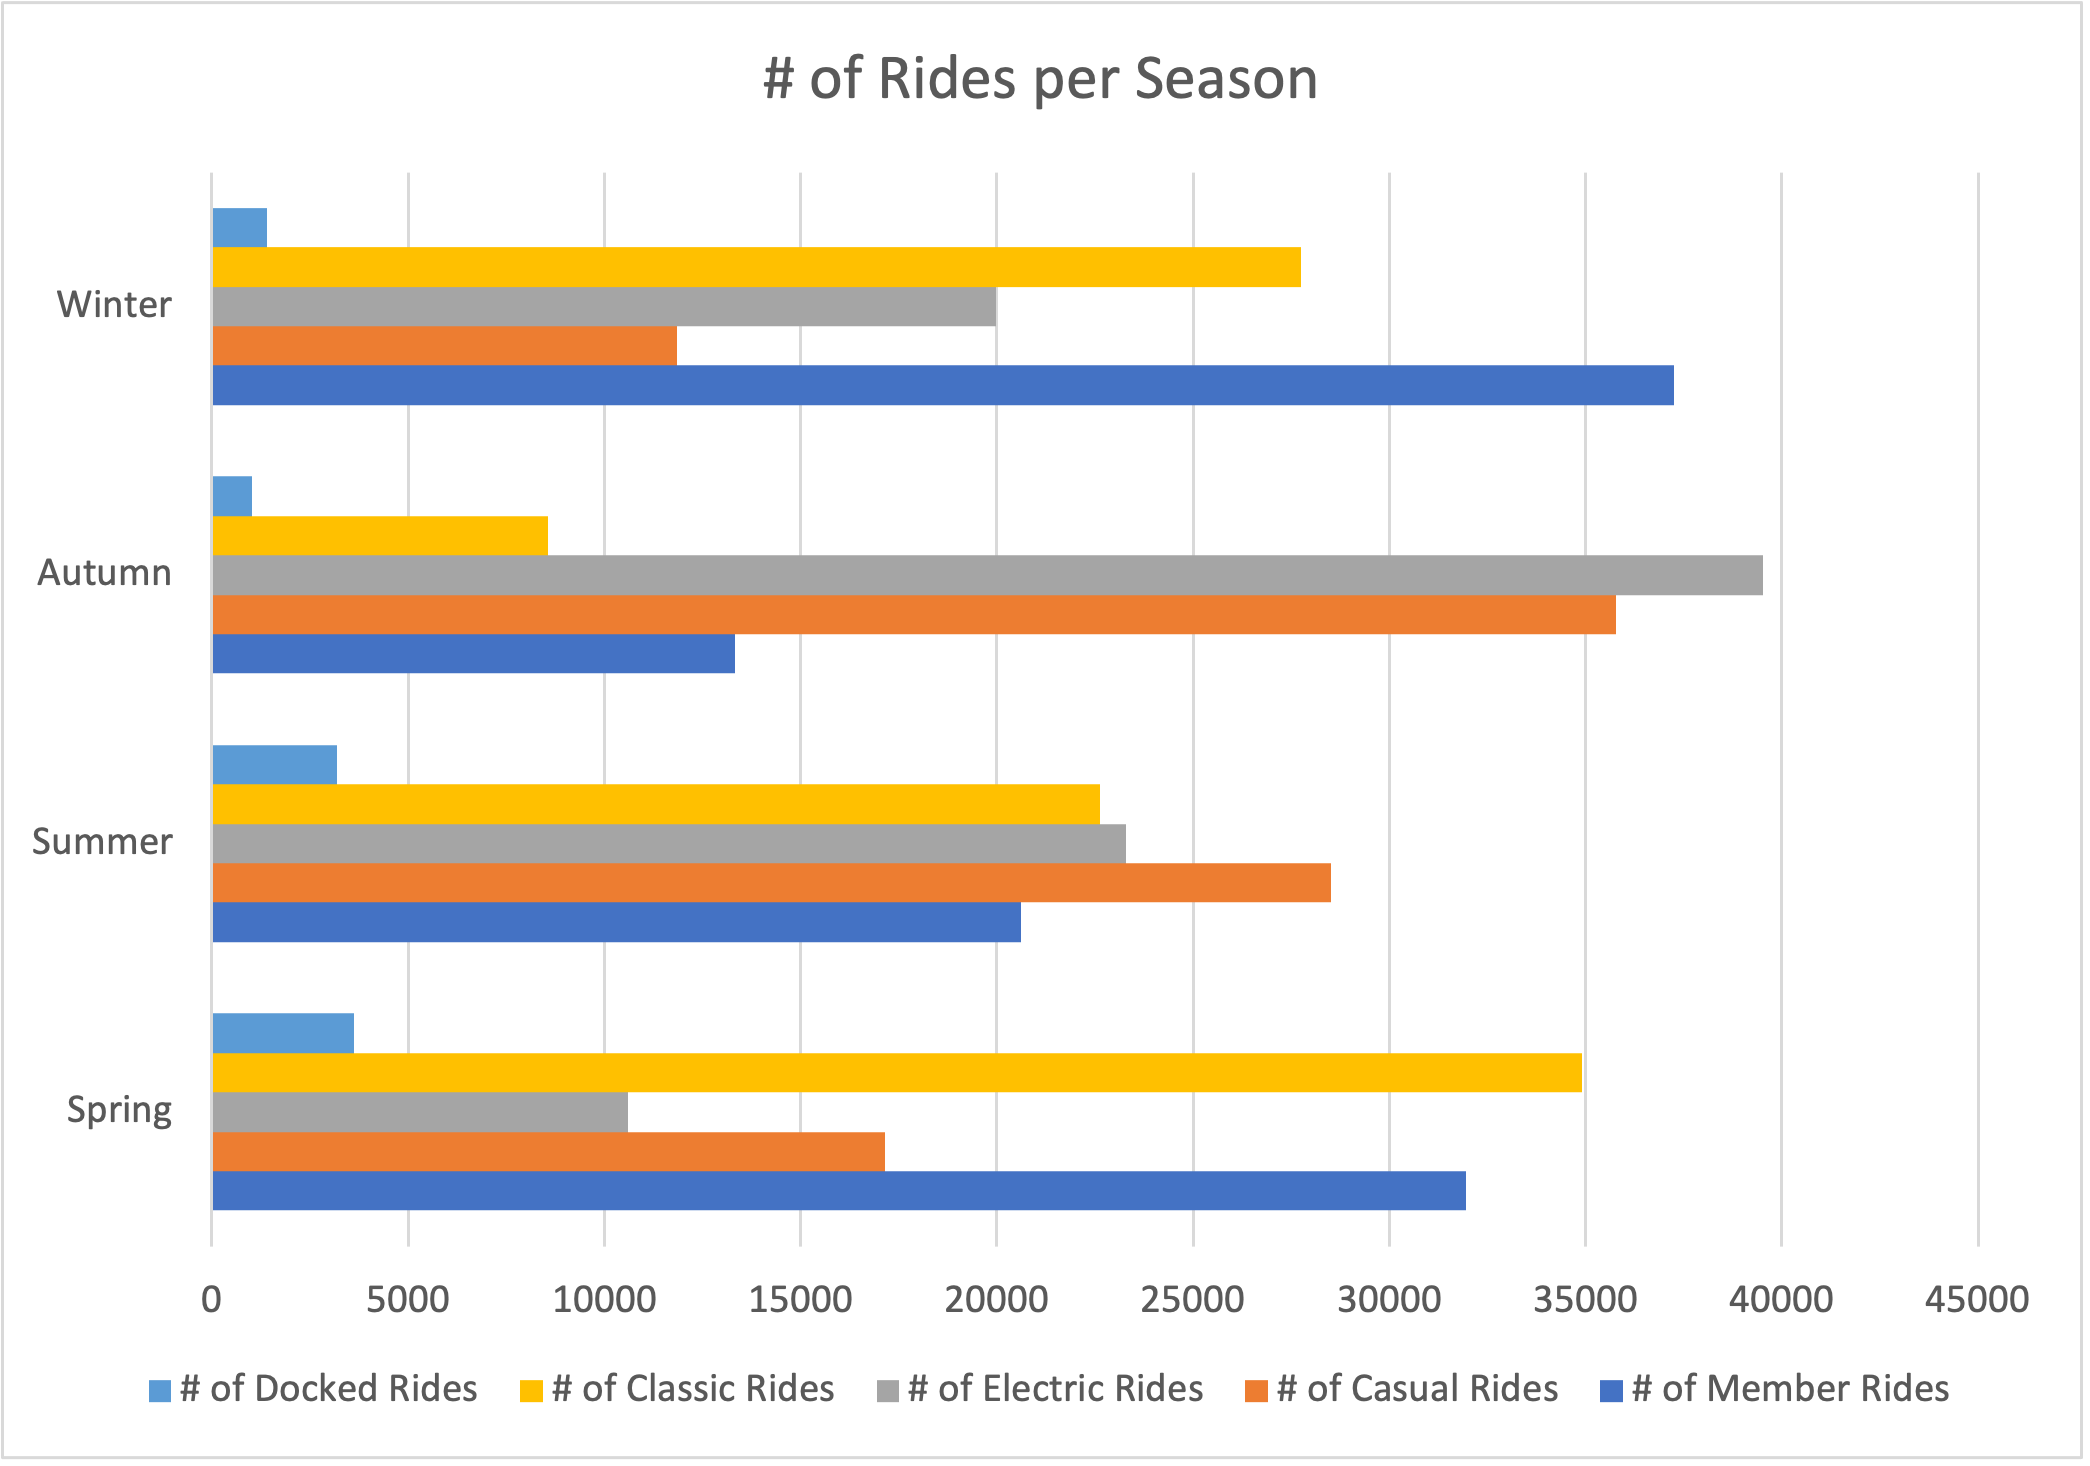 # of Rides per Season
Winter
Autumn
Summer
Spring
0 5000 10000 15000 20000 25000 30000 35000 40000 45000
# of Docked Rides # of Classic Rides # of Electric Rides # of Casual Rides # of Member Rides